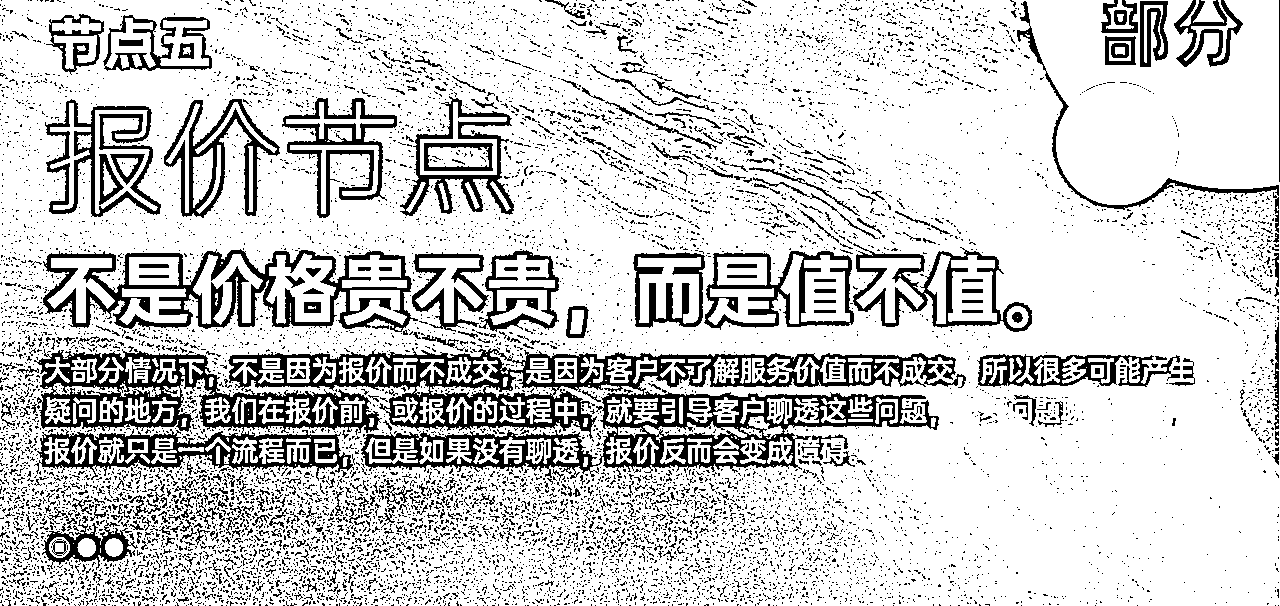 部分
节点五
报价节点
不是价格贵不贵，而是值不值。
大部分情况下，不是因为报价而不成交，是因为客户不了解服务价值而不成交，所以很多可能产生
疑问的地方，我们在报价前，或报价的过程中，就要引导客户聊透这些问题，问题，
报价就只是一个流程而已，但是如果没有聊透，报价反而会变成障碍。